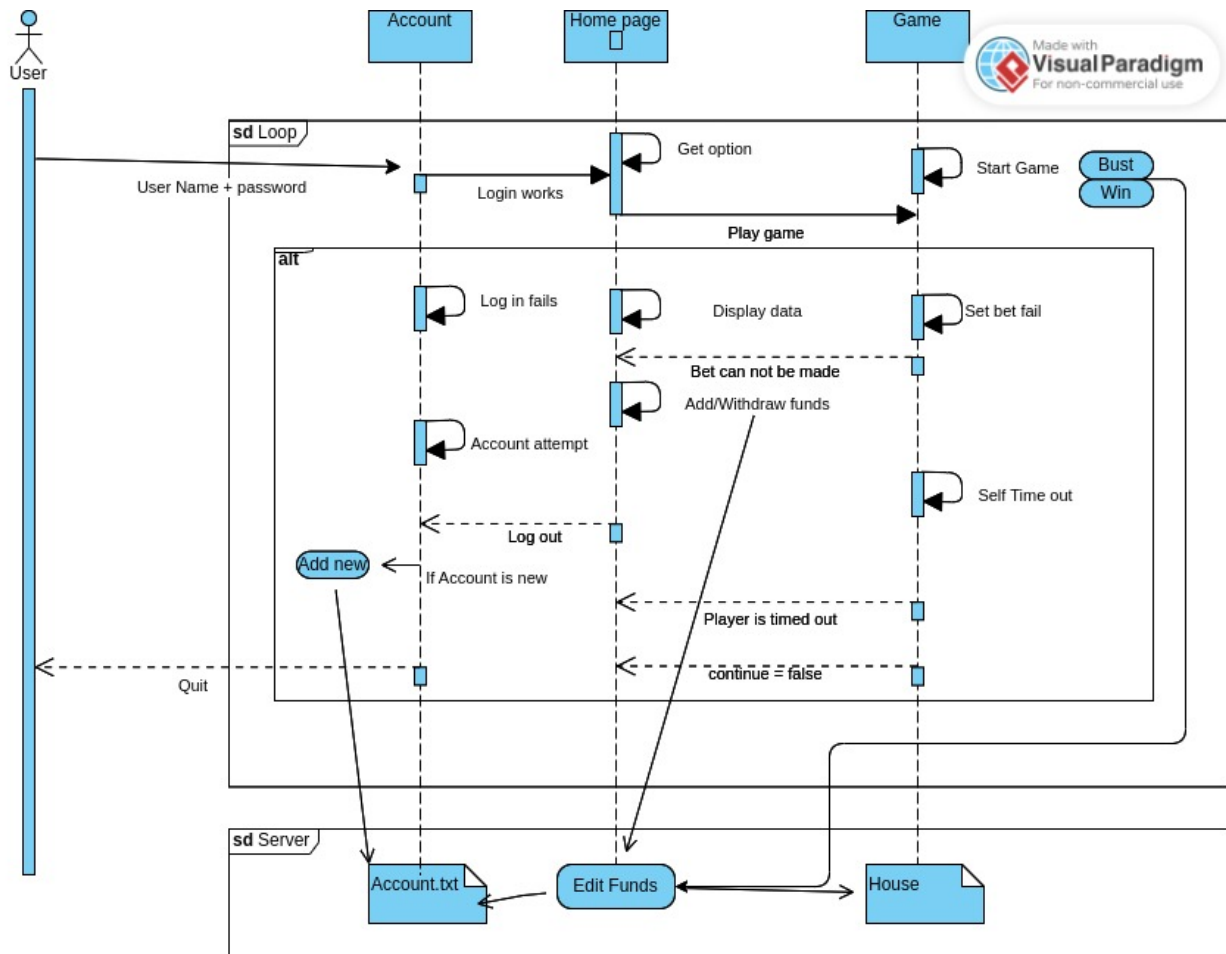 Account
Home page
Game
Made with
Visual Paradigm
For non-commercial use
User
sd Loop
Get option
Start Game
Bust
Win
User Name + password
Login works
Play game
alt
Log in fails
Display data
Set bet fail
Bet can not be made
Add/Withdraw funds
Account attempt
Self Time out
Log out
Add new
If Account is new
Player is timed out
continue = false
Quit
sd Server
Account.txt
Edit Funds
House